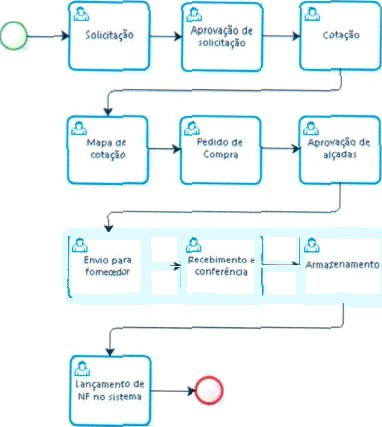 Solicitação
Aprovação de
solicitação
Cotação
Mapa de
cotação
Pedido de
Compra
Aprovação de
alçadas
Envio para
fornecedor
Recebimento e
conferência
Armazenamento
Lançamento de
NF no sistema